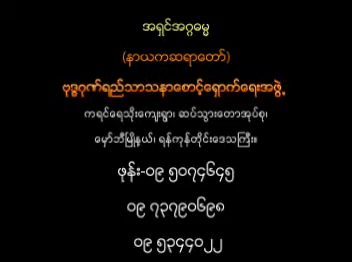 အရှင်အဂ္ဂဓမ္မ
(နာယကဆရာတော်)
ဗုဒ္ဓဂုဏ်ရည်သာသနာစောင့်ရှောက်ရေးအဖွဲ့
ကရင်ရေသိုးကျေးရွာ၊ ဆပ်သွားတောအုပ်စု၊
မှော်ဘီမြို့နယ်၊ ရန်ကုန်တိုင်းဒေသကြီး။
ဖုန်း-၀၉ ၅၀၇၄၆၄၅
၀၉ ၇၃၇၉၀၆၉၈
၀၉ ၅၃၄၄၀၂၂